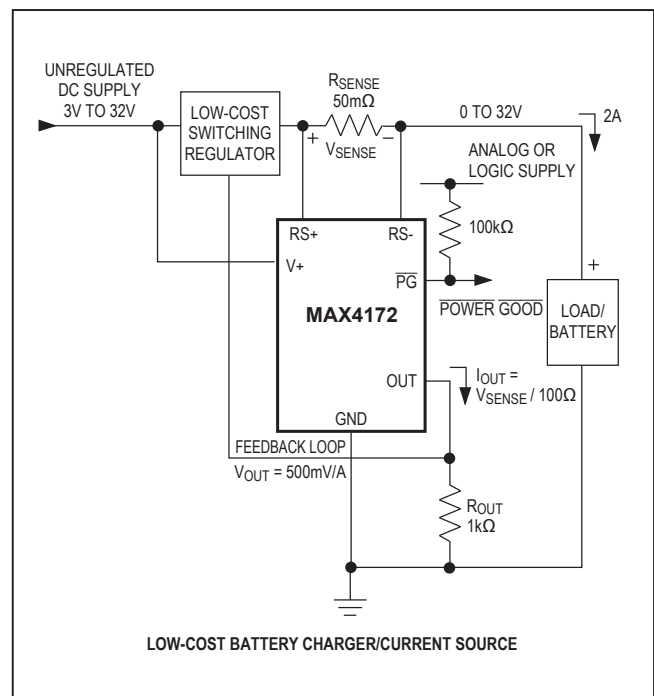 UNREGULATED
DC SUPPLY
3V TO 32V
LOW-COST
SWITCHING
REGULATOR
RSENSE
50mΩ
+
VSENSE
−
0 TO 32V
2A
ANALOG OR
LOGIC SUPPLY
100kΩ
RS+
RS-
V+
PG
POWER GOOD
MAX4172
+
LOAD/
BATTERY
OUT
IOUT =
VSENSE / 100Ω
GND
FEEDBACK LOOP
VOUT = 500mV/A
ROUT
1kΩ
LOW-COST BATTERY CHARGER/CURRENT SOURCE